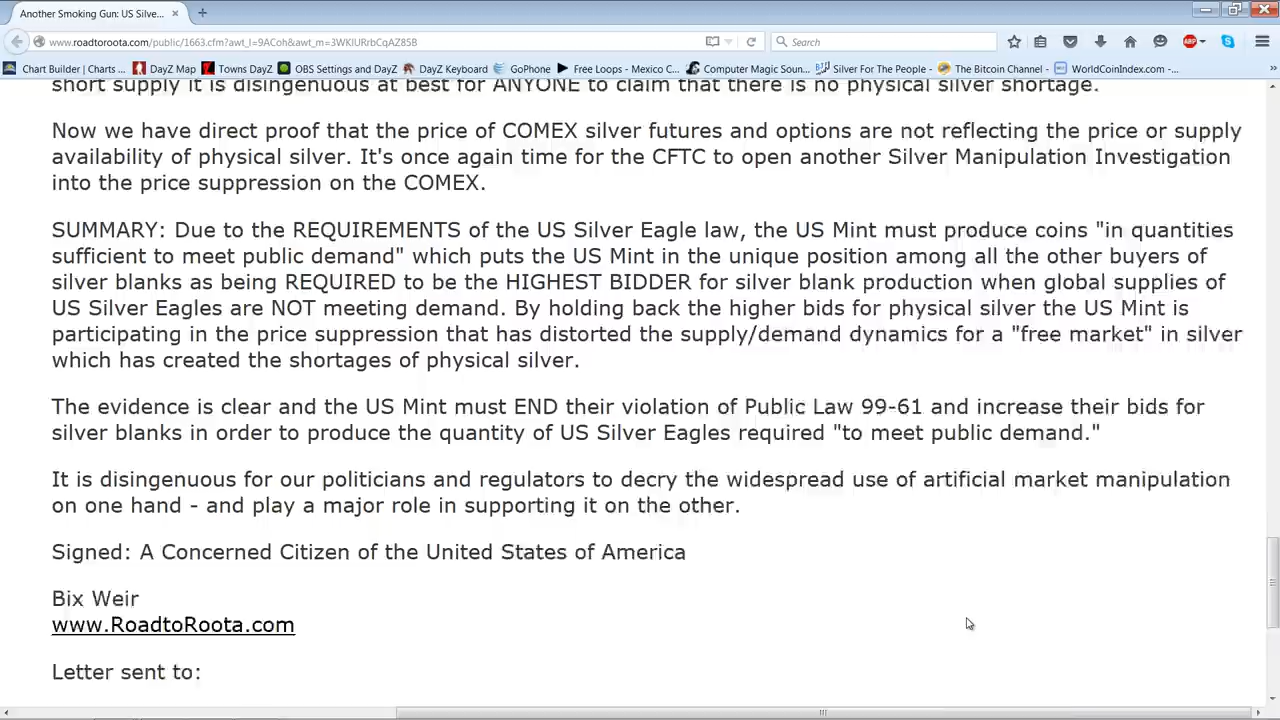 Another Smoking Gun: US Silve...
www.roadtoroota.com/public/1663.cfm?awt_l=9ACoh&awt_m=3WKlURrbCqAZ85B
Search
ABP
Chart Builder | Charts ... DayZ Map Towns DayZ OBS Settings and DayZ DayZ Keyboard GoPhone Free Loops - Mexico C... Computer Magic Soun... Silver For The People - The Bitcoin Channel - WorldCoinIndex.com -...
short supply it is disingenuous at best for ANYONE to claim that there is no physical silver shortage.
Now we have direct proof that the price of COMEX silver futures and options are not reflecting the price or supply
availability of physical silver. It's once again time for the CFTC to open another Silver Manipulation Investigation
into the price suppression on the COMEX.
SUMMARY: Due to the REQUIREMENTS of the US Silver Eagle law, the US Mint must produce coins "in quantities
sufficient to meet public demand" which puts the US Mint in the unique position among all the other buyers of
silver blanks as being REQUIRED to be the HIGHEST BIDDER for silver blank production when global supplies of
US Silver Eagles are NOT meeting demand. By holding back the higher bids for physical silver the US Mint is
participating in the price suppression that has distorted the supply/demand dynamics for a "free market" in silver
which has created the shortages of physical silver.
The evidence is clear and the US Mint must END their violation of Public Law 99-61 and increase their bids for
silver blanks in order to produce the quantity of US Silver Eagles required "to meet public demand."
It is disingenuous for our politicians and regulators to decry the widespread use of artificial market manipulation
on one hand - and play a major role in supporting it on the other.
Signed: A Concerned Citizen of the United States of America
Bix Weir
www.RoadtoRoota.com
Letter sent to: